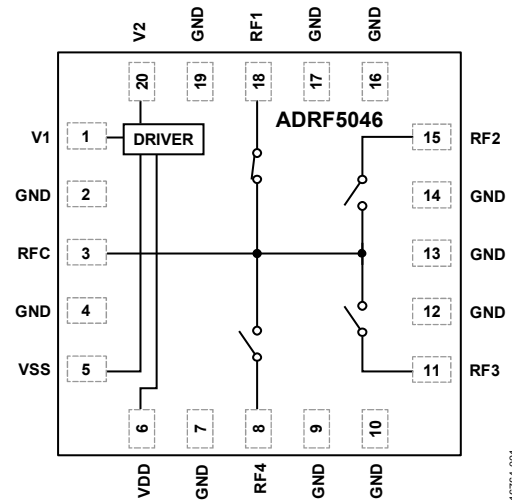 V2
GND
RF1
GND
GND
20
19
18
17
16
ADRF5046
V1
1
DRIVER
15
RF2
GND
2
14
GND
RFC
3
13
GND
GND
4
12
GND
VSS
5
11
RF3
6
7
8
9
10
VDD
GND
RF4
GND
GND